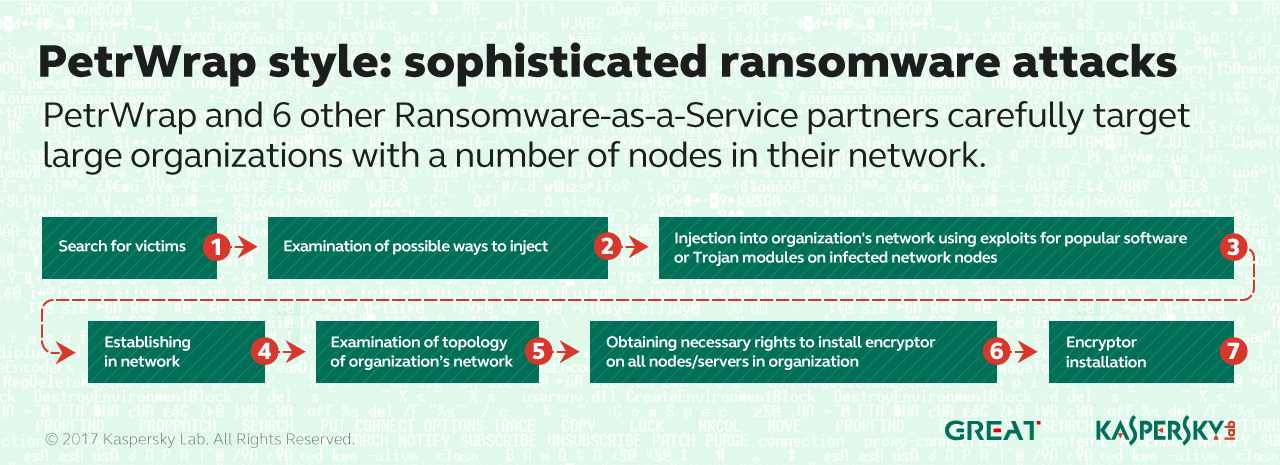 PetrWrap style: sophisticated ransomware attacks
PetrWrap and 6 other Ransomware-as-a-Service partners carefully target
large organizations with a number of nodes in their network.
Search for victims
1
Examination of possible ways to inject
2
Injection into organization's network using exploits for popular software
or Trojan modules on infected network nodes
3
Establishing
in network
4
Examination of topology
of organization's network
5
Obtaining necessary rights to install encryptor
on all nodes/servers in organization
6
Encryptor
installation
7
© 2017 Kaspersky Lab. All Rights Reserved.
GREAT
KASPERSKY lab